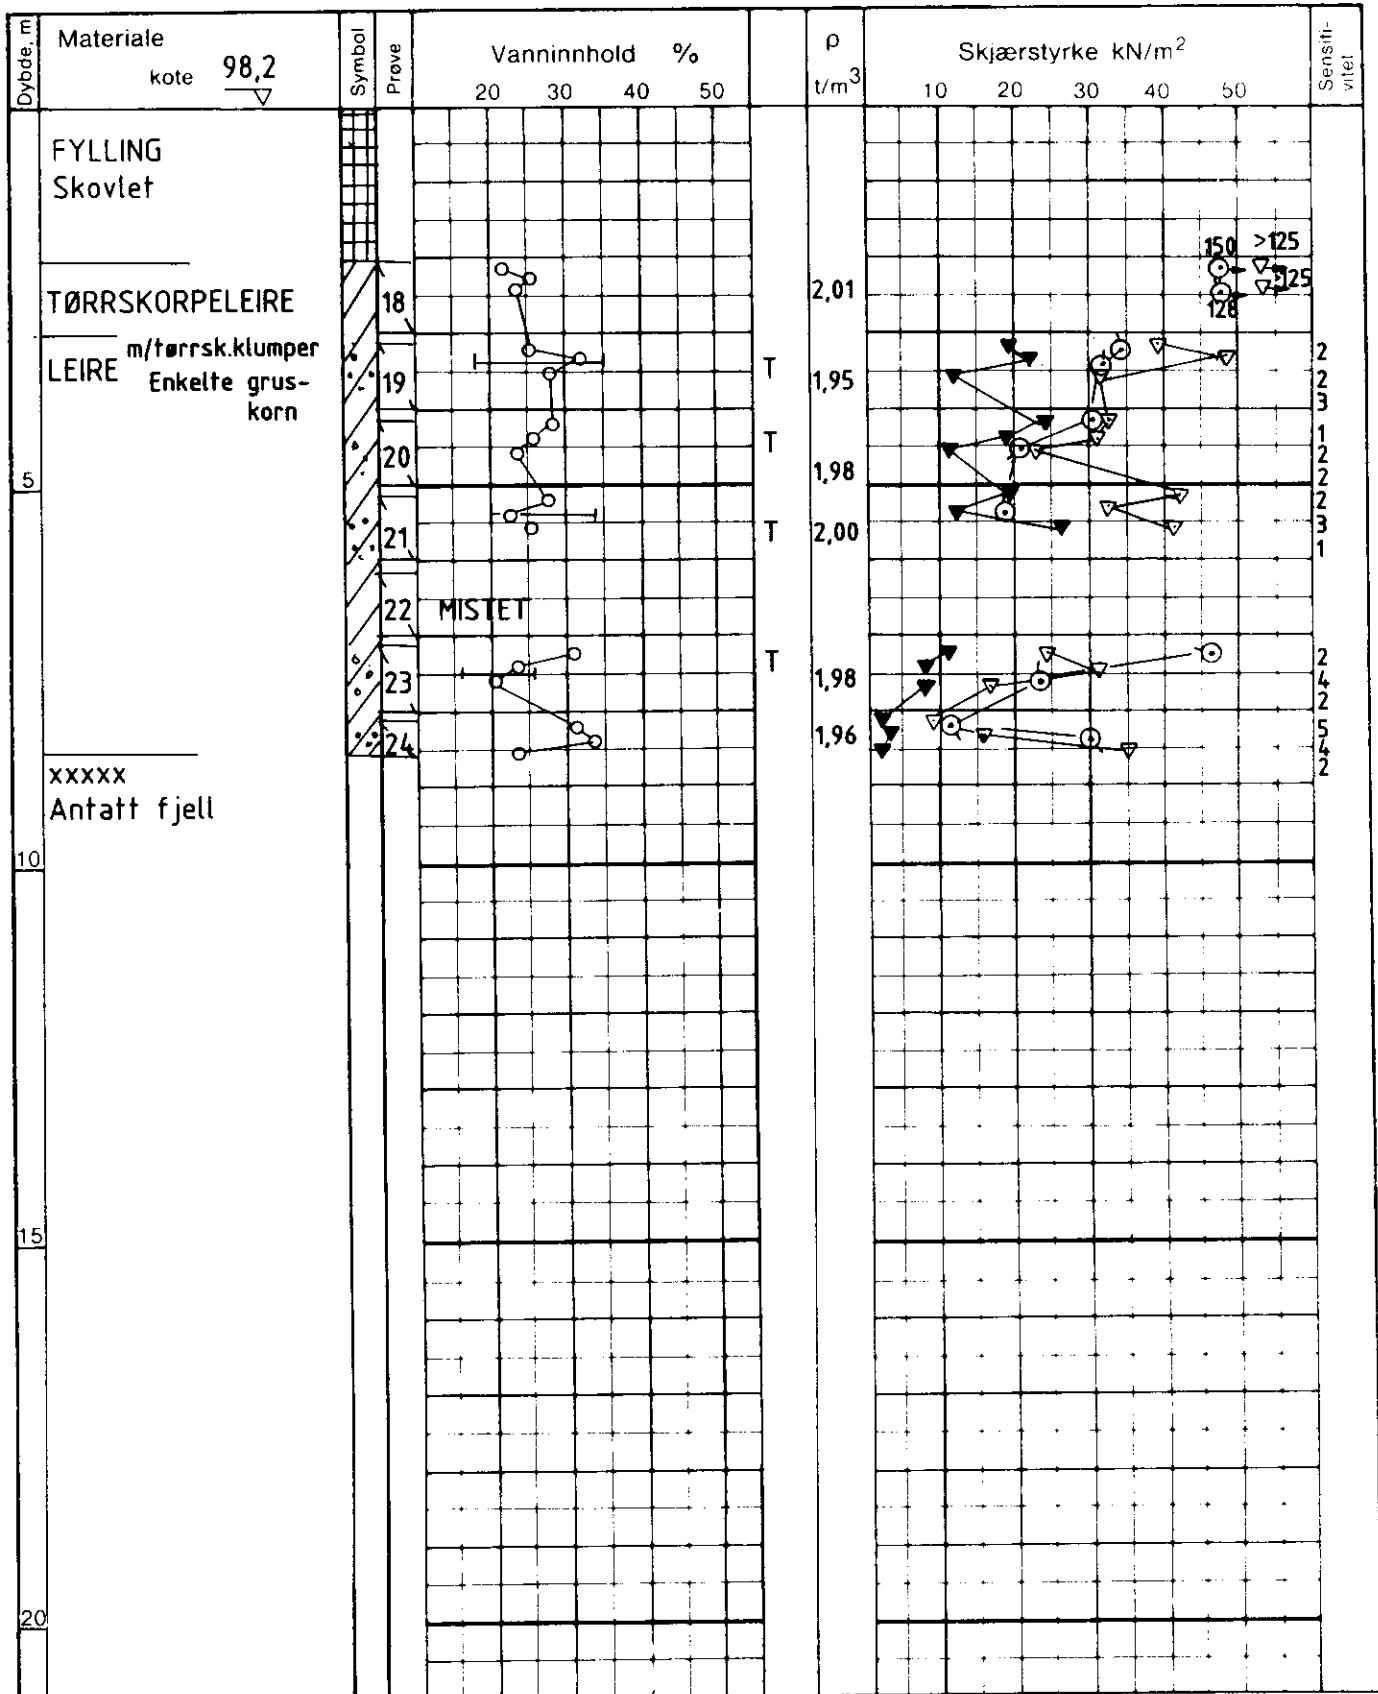 Dybde, m
Materiale
kote 98,2
Symbol
Prøve
Vanninnhold %
20 30 40 50
ρ
t/m³
Skjærstyrke kN/m²
10 20 30 40 50
Sensiti-
vitet
FYLLING
Skovlet
150 >125
TØRRSKORPELEIRE
18
2,01
125
128
LEIRE m/tørrsk.klumper
Enkelte grus-
korn
19
T
1,95
2
2
3
20
T
1,98
1
2
2
5
21
T
2,00
2
3
1
22
MISTET
23
T
1,98
2
4
2
24
1,96
5
4
2
xxxxx
Antatt fjell
10
15
20